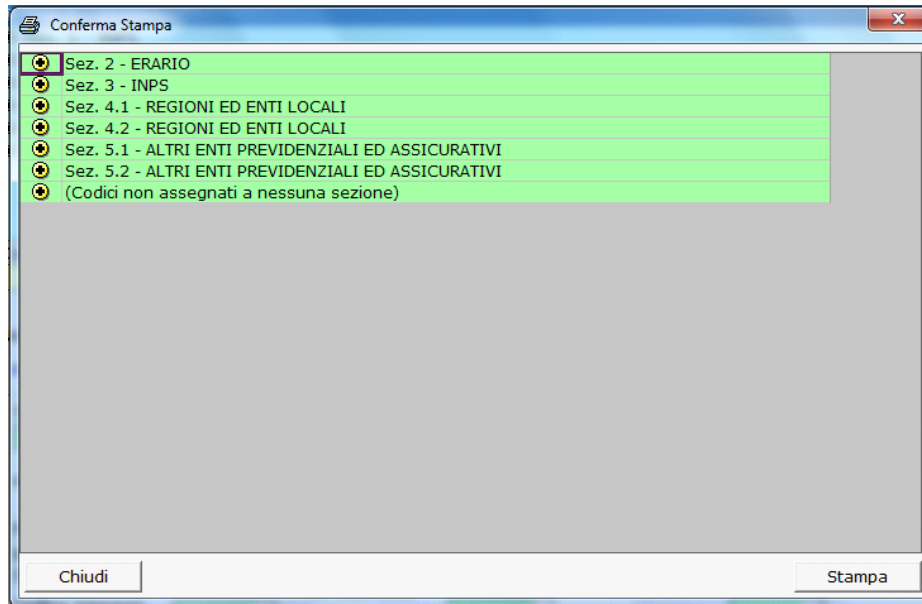 Conferma Stampa
Sez. 2 - ERARIO
Sez. 3 - INPS
Sez. 4.1 - REGIONI ED ENTI LOCALI
Sez. 4.2 - REGIONI ED ENTI LOCALI
Sez. 5.1 - ALTRI ENTI PREVIDENZIALI ED ASSICURATIVI
Sez. 5.2 - ALTRI ENTI PREVIDENZIALI ED ASSICURATIVI
(Codici non assegnati a nessuna sezione)
Chiudi
Stampa